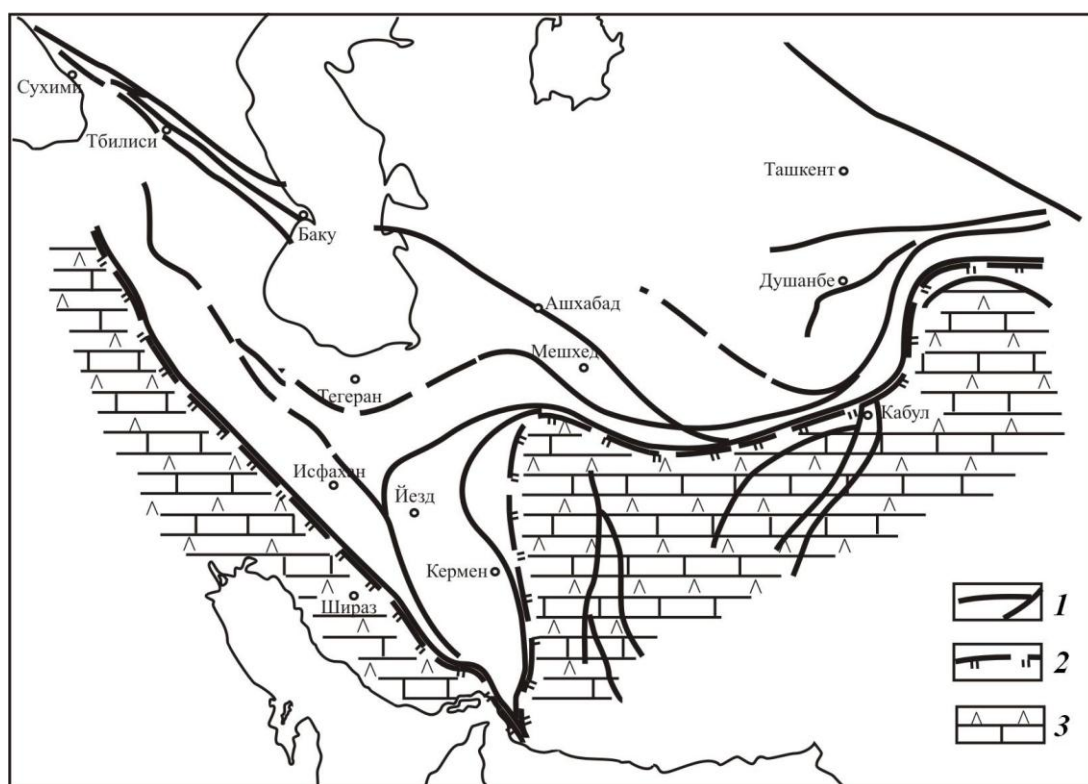 Сухими
Тбилиси
Ташкент
Баку
Душанбе
Ашхабад
Мешхед
Тегеран
Кабул
Исфахан
Йезд
Кермен
Шираз
1
2
3